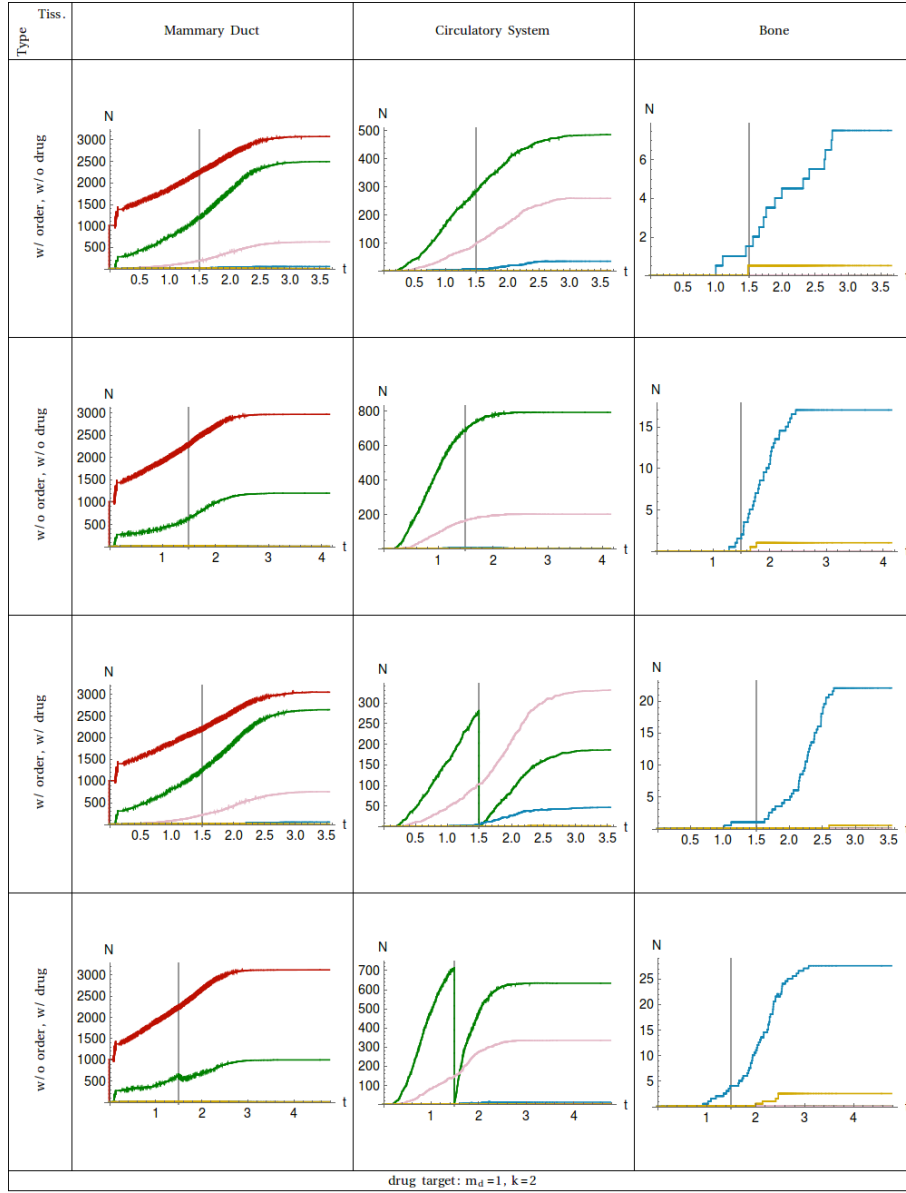 Tiss.
Type
Mammary Duct
Circulatory System
Bone
w/ order, w/o drug
N
3000
2500
2000
1500
1000
500
0.5 1.0 1.5 2.0 2.5 3.0 3.5 t
N
500
400
300
200
100
0.5 1.0 1.5 2.0 2.5 3.0 3.5 t
N
6
4
2
0.5 1.0 1.5 2.0 2.5 3.0 3.5
w/o order, w/o drug
N
3000
2500
2000
1500
1000
500
1 2 3 4 t
N
800
600
400
200
1 2 3 4 t
N
15
10
5
1 2 3 4
w/ order, w/ drug
N
3000
2500
2000
1500
1000
500
0.5 1.0 1.5 2.0 2.5 3.0 3.5 t
N
300
250
200
150
100
50
0.5 1.0 1.5 2.0 2.5 3.0 3.5 t
N
20
15
10
5
0.5 1.0 1.5 2.0 2.5 3.0 3.5
w/o order, w/ drug
N
3000
2500
2000
1500
1000
500
1 2 3 4 t
N
700
600
500
400
300
200
100
1 2 3 4 t
N
25
20
15
10
5
1 2 3 4
drug target: m_d=1, k=2